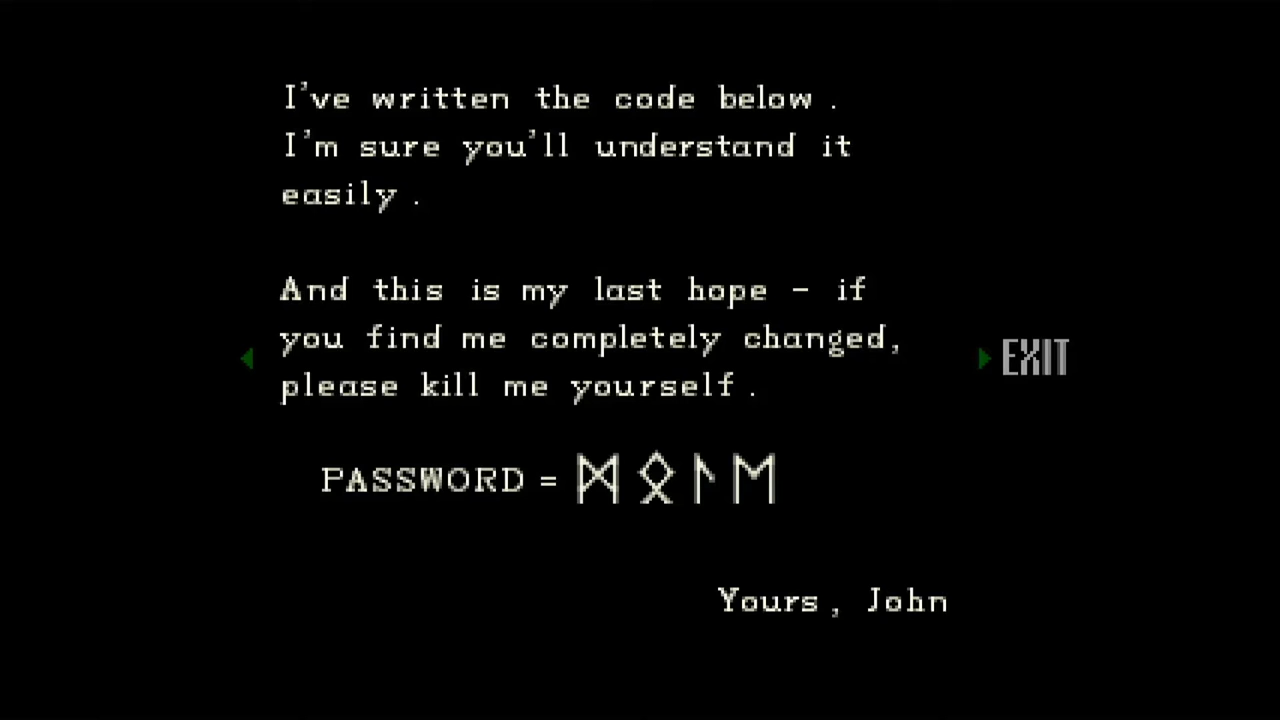 I've written the code below .
I'm sure you'll understand it
easily .
And this is my last hope – if
you find me completely changed,
please kill me yourself .
EXIT
PASSWORD = ᛞᛟᛚᛖ
Yours , John